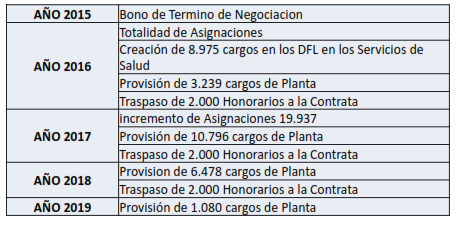 AÑO 2015 Bono de Termino de Negociacion
AÑO 2016 Totalidad de Asignaciones
Creación de 8.975 cargos en los DFL en los Servicios de
Salud
Provisión de 3.239 cargos de Planta
Traspaso de 2.000 Honorarios a la Contrata
AÑO 2017 incremento de Asignaciones 19.937
Provisión de 10.796 cargos de Planta
Traspaso de 2.000 Honorarios a la Contrata
AÑO 2018 Provision de 6.478 cargos de Planta
Traspaso de 2.000 Honorarios a la Contrata
AÑO 2019 Provisión de 1.080 cargos de Planta